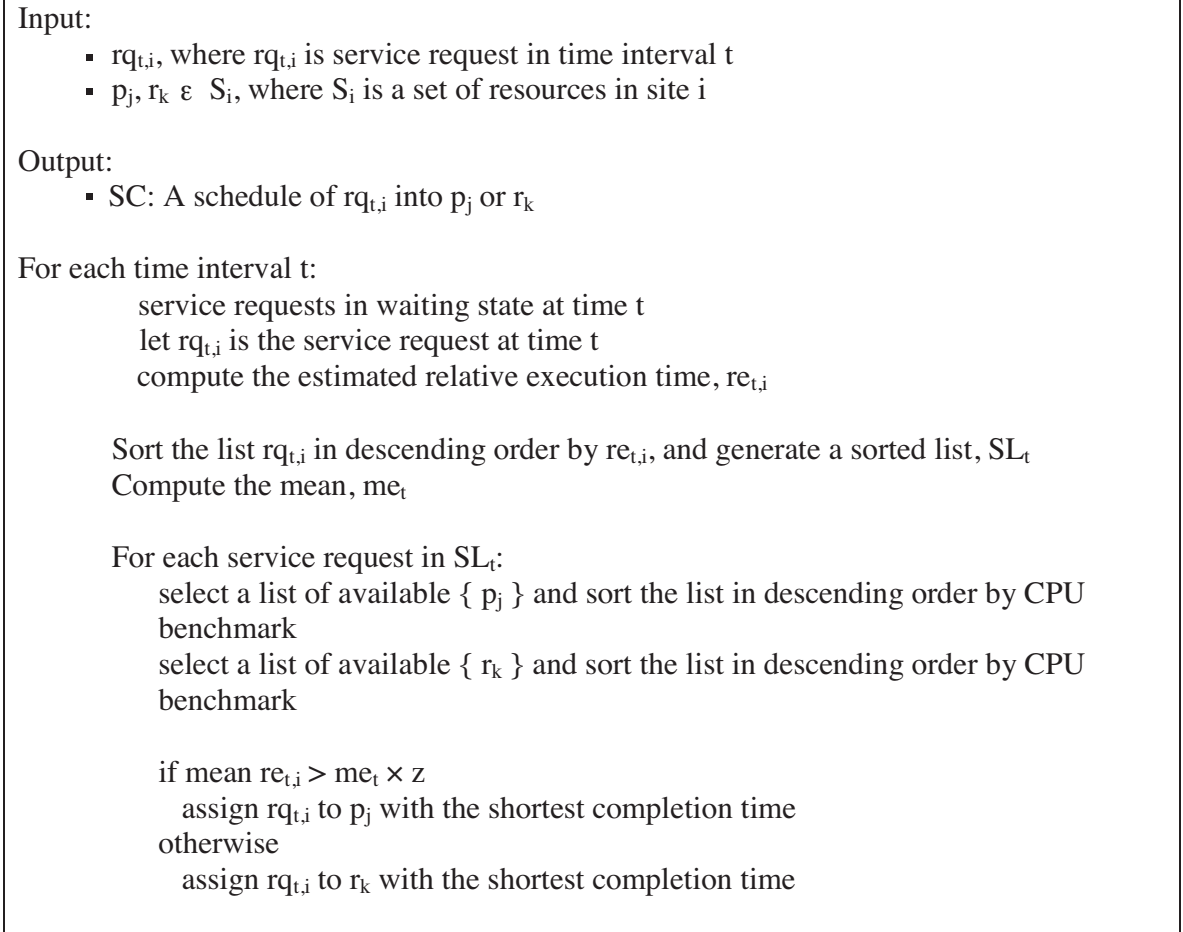 Input:
▪ rqₜ,ᵢ, where rqₜ,ᵢ is service request in time interval t
▪ pⱼ, rₖ ε Sᵢ, where Sᵢ is a set of resources in site i
Output:
▪ SC: A schedule of rqₜ,ᵢ into pⱼ or rₖ
For each time interval t:
service requests in waiting state at time t
let rqₜ,ᵢ is the service request at time t
compute the estimated relative execution time, reₜ,ᵢ
Sort the list rqₜ,ᵢ in descending order by reₜ,ᵢ, and generate a sorted list, SLₜ
Compute the mean, meₜ
For each service request in SLₜ:
select a list of available { pⱼ } and sort the list in descending order by CPU
benchmark
select a list of available { rₖ } and sort the list in descending order by CPU
benchmark
if mean reₜ,ᵢ > meₜ × z
assign rqₜ,ᵢ to pⱼ with the shortest completion time
otherwise
assign rqₜ,ᵢ to rₖ with the shortest completion time